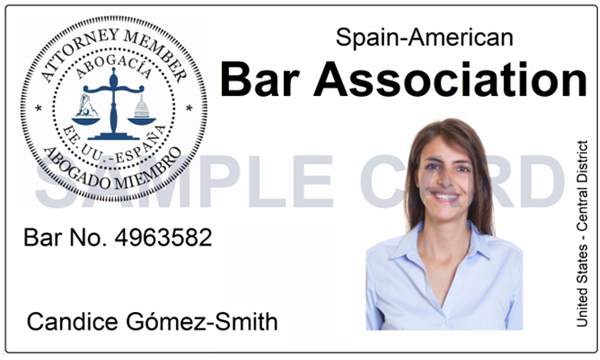 ATTORNEY MEMBER
ABOGACÍA
EE.UU.-ESPAÑA
ABOGADO MIEMBRO
Spain-American
Bar Association
SAMPLE CARD
Bar No. 4963582
Candice Gómez-Smith
United States - Central District